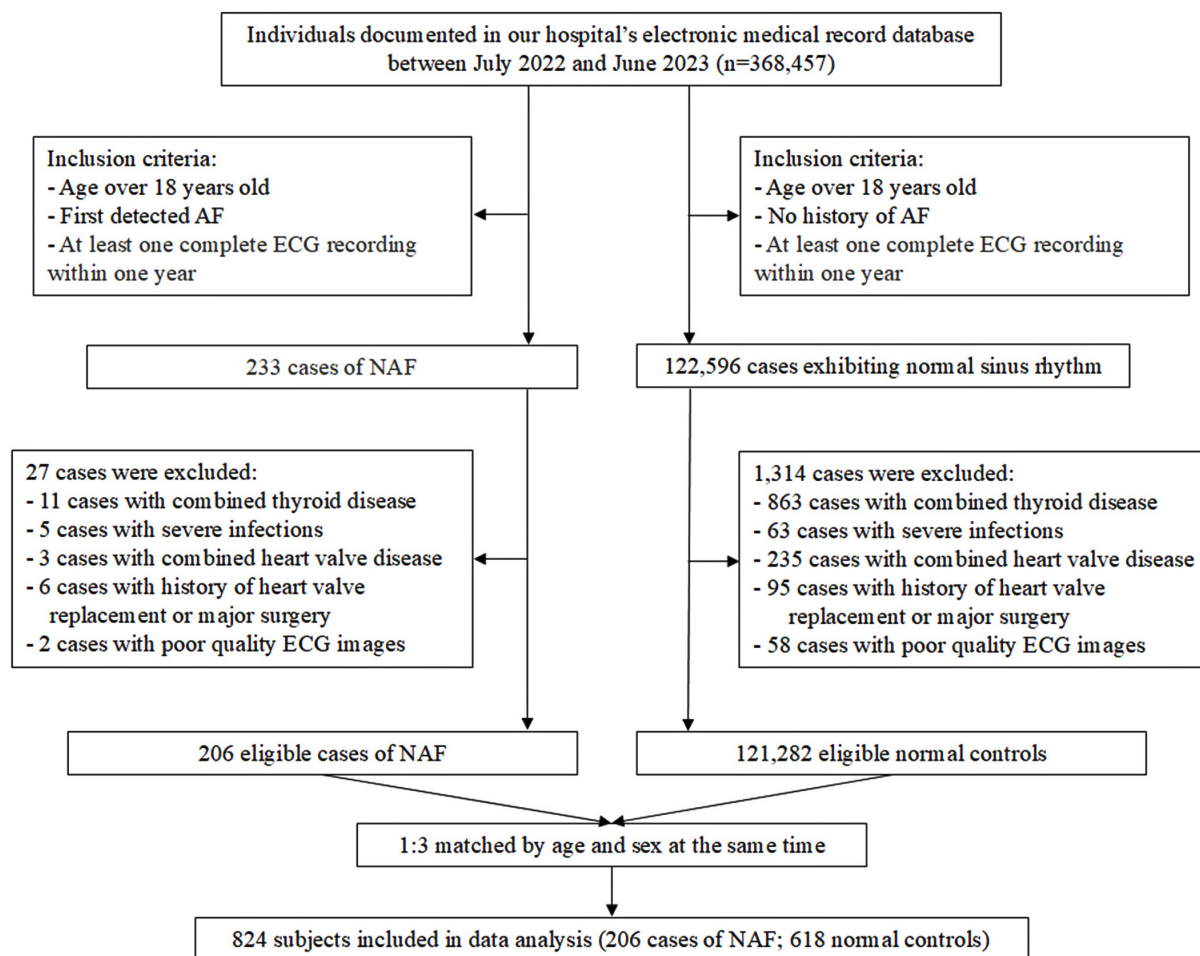 Individuals documented in our hospital's electronic medical record database
between July 2022 and June 2023 (n=368,457)
Inclusion criteria:
- Age over 18 years old
- First detected AF
- At least one complete ECG recording
within one year
Inclusion criteria:
- Age over 18 years old
- No history of AF
- At least one complete ECG recording
within one year
233 cases of NAF
122,596 cases exhibiting normal sinus rhythm
27 cases were excluded:
- 11 cases with combined thyroid disease
- 5 cases with severe infections
- 3 cases with combined heart valve disease
- 6 cases with history of heart valve
replacement or major surgery
- 2 cases with poor quality ECG images
1,314 cases were excluded:
- 863 cases with combined thyroid disease
- 63 cases with severe infections
- 235 cases with combined heart valve disease
- 95 cases with history of heart valve
replacement or major surgery
- 58 cases with poor quality ECG images
206 eligible cases of NAF
121,282 eligible normal controls
1:3 matched by age and sex at the same time
824 subjects included in data analysis (206 cases of NAF; 618 normal controls)